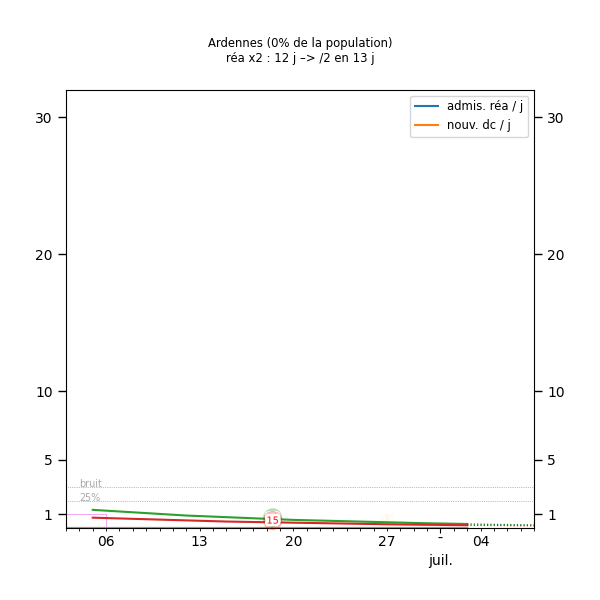 Ardennes (0% de la population)
réa x2 : 12 j –> /2 en 13 j
admis. réa / j
nouv. dc / j
30 30
20 20
10 10
5 5
bruit
25%
1 1
15
06 13 20 27 - 04
juil.